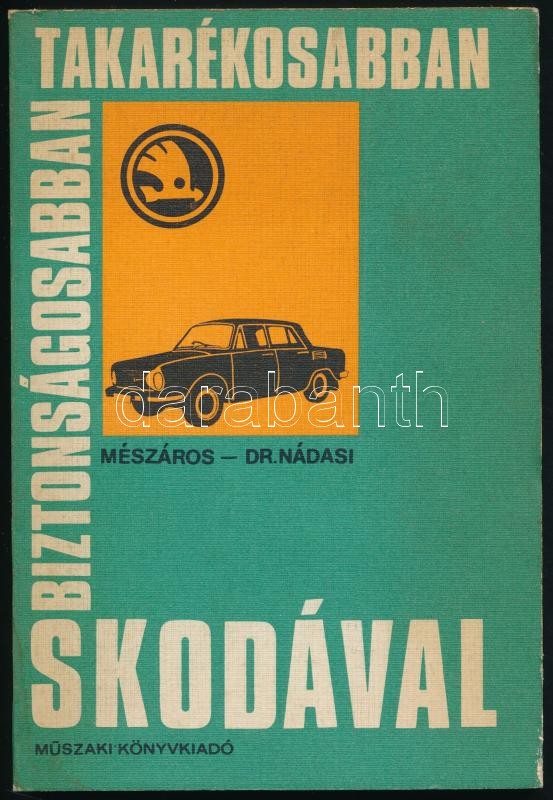 TAKARÉKOSABBAN
BIZTONSÁGOSABBAN
darabanth
MÉSZÁROS — DR. NÁDASI
SKODÁVAL
MŰSZAKI KÖNYVKIADÓ